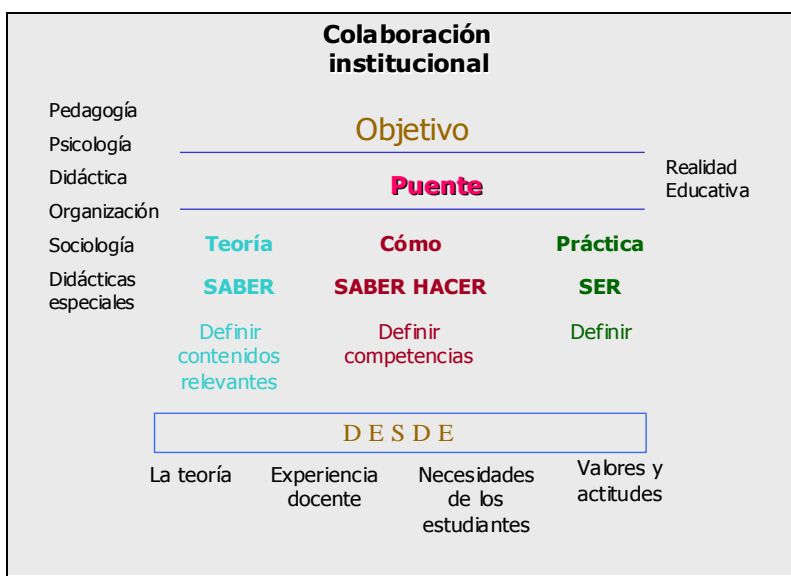 Colaboración
institucional
Pedagogía
Psicología
Didáctica
Organización
Sociología
Didácticas
especiales
Objetivo
Puente
Realidad
Educativa
Teoría
Cómo
Práctica
SABER
SABER HACER
SER
Definir
contenidos
relevantes
Definir
competencias
Definir
D E S D E
La teoría
Experiencia
docente
Necesidades
de los
estudiantes
Valores y
actitudes